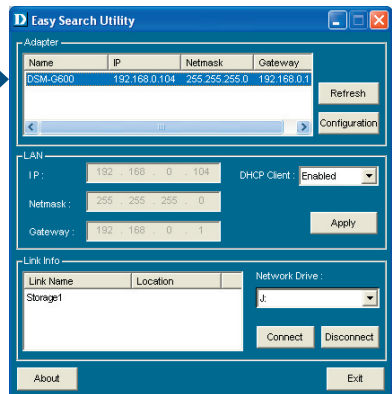 D Easy Search Utility
Adapter
Name IP Netmask Gateway
DSM-G600 192.168.0.104 255.255.255.0 192.168.0.1
Refresh
Configuration
LAN
IP : 192 . 168 . 0 . 104 DHCP Client : Enabled
Netmask : 255 . 255 . 255 . 0
Gateway : 192 . 168 . 0 . 1 Apply
Link Info
Link Name Location Network Drive :
Storage1 J:
Connect Disconnect
About Exit